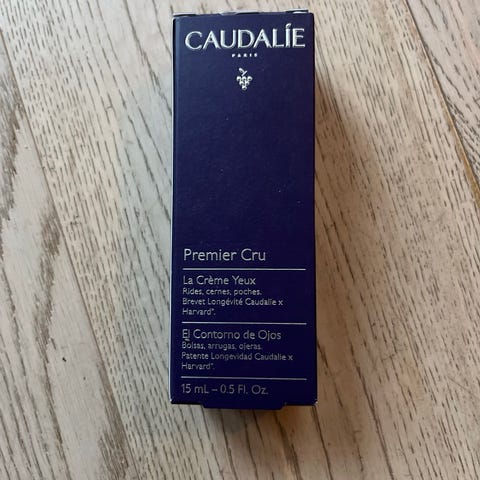 CAUDALÍE
PARIS
Premier Cru
La Crème Yeux
Rides, cernes, poches.
Brevet Longévité Caudalie x
Harvard*.
El Contorno de Ojos
Bolsas, arrugas, ojeras.
Patente Longevidad Caudalie x
Harvard*.
15 mL – 0.5 Fl. Oz.